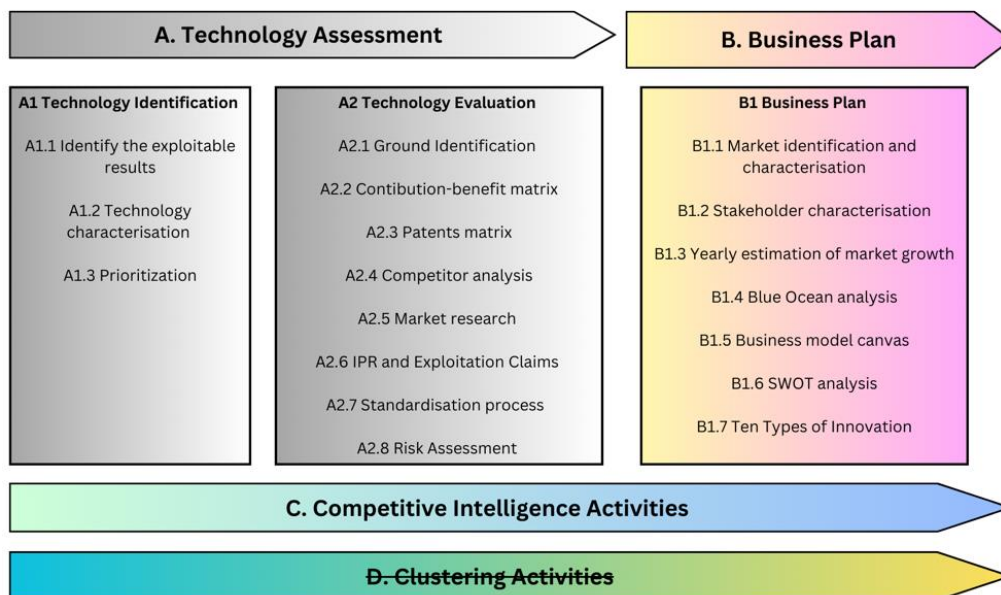 A. Technology Assessment
B. Business Plan
A1 Technology Identification
A1.1 Identify the exploitable
results
A1.2 Technology
characterisation
A1.3 Prioritization
A2 Technology Evaluation
A2.1 Ground Identification
A2.2 Contibution-benefit matrix
A2.3 Patents matrix
A2.4 Competitor analysis
A2.5 Market research
A2.6 IPR and Exploitation Claims
A2.7 Standardisation process
A2.8 Risk Assessment
B1 Business Plan
B1.1 Market identification and
characterisation
B1.2 Stakeholder characterisation
B1.3 Yearly estimation of market growth
B1.4 Blue Ocean analysis
B1.5 Business model canvas
B1.6 SWOT analysis
B1.7 Ten Types of Innovation
C. Competitive Intelligence Activities
D. Clustering Activities